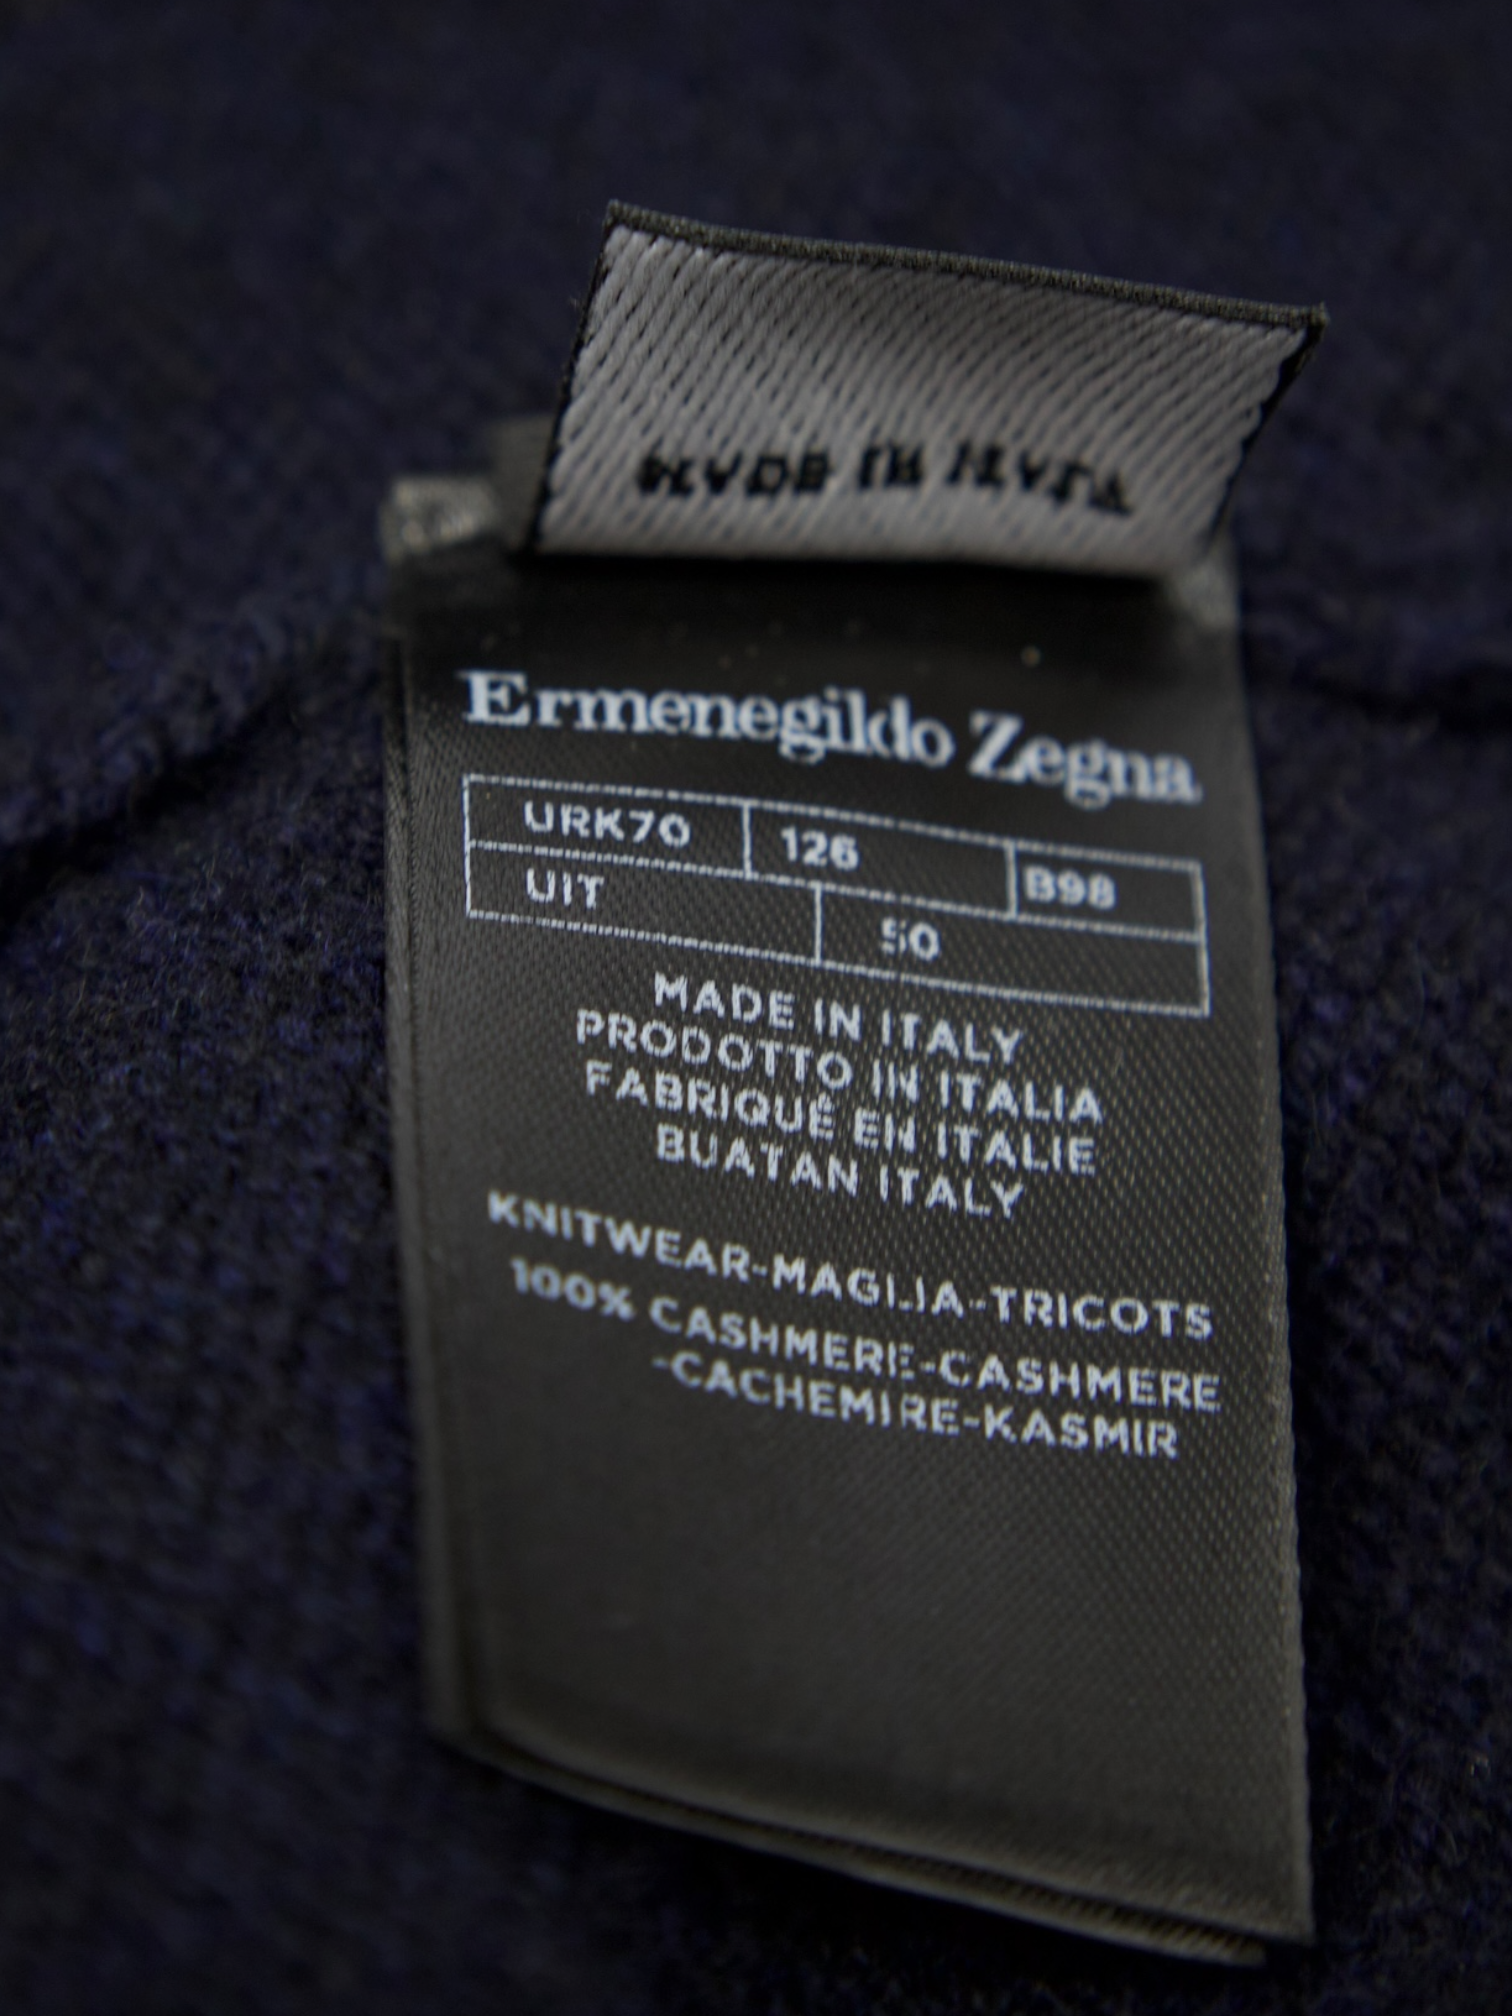 MADE IN ITALY
Ermenegildo Zegna
URK70 126 B98
UIT 50
MADE IN ITALY
PRODOTTO IN ITALIA
FABRIQUÉ EN ITALIE
BUATAN ITALY
KNITWEAR-MAGLIA-TRICOTS
100% CASHMERE-CASHMERE
-CACHEMIRE-KASMIR